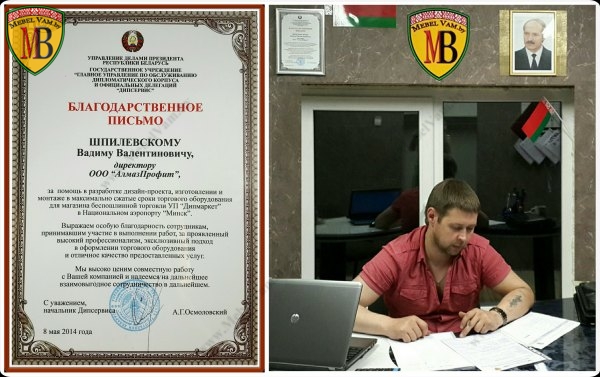 MEBEL VAM.BY
MB
УПРАВЛЕНИЕ ДЕЛАМИ ПРЕЗИДЕНТА
РЕСПУБЛИКИ БЕЛАРУСЬ
ГОСУДАРСТВЕННОЕ УЧРЕЖДЕНИЕ
"ГЛАВНОЕ УПРАВЛЕНИЕ ПО ОБСЛУЖИВАНИЮ
ДИПЛОМАТИЧЕСКОГО КОРПУСА
И ОФИЦИАЛЬНЫХ ДЕЛЕГАЦИЙ
"ДИПСЕРВИС"
БЛАГОДАРСТВЕННОЕ
ПИСЬМО
ШПИЛЕВСКОМУ
Вадиму Валентиновичу,
директору
ООО "АлмазПрофит",
за помощь в разработке дизайн-проекта, изготовлении и
монтаже в максимально сжатые сроки торгового оборудования
для магазина беспошлинной торговли УП "Дипмаркет"
в Национальном аэропорту "Минск".
Выражаем особую благодарность сотрудникам,
принимавшим участие в выполнении работ, за проявленный
высокий профессионализм, эксклюзивный подход
в оформлении торгового оборудования
и отличное качество предоставленных услуг.
Мы высоко ценим совместную работу
с Вашей компанией и надеемся на дальнейшее
взаимовыгодное сотрудничество в дальнейшем.
С уважением,
начальник Дипсервиса
А.Г.Осмоловский
8 мая 2014 года
MEBEL VAM.BY
MB
hp